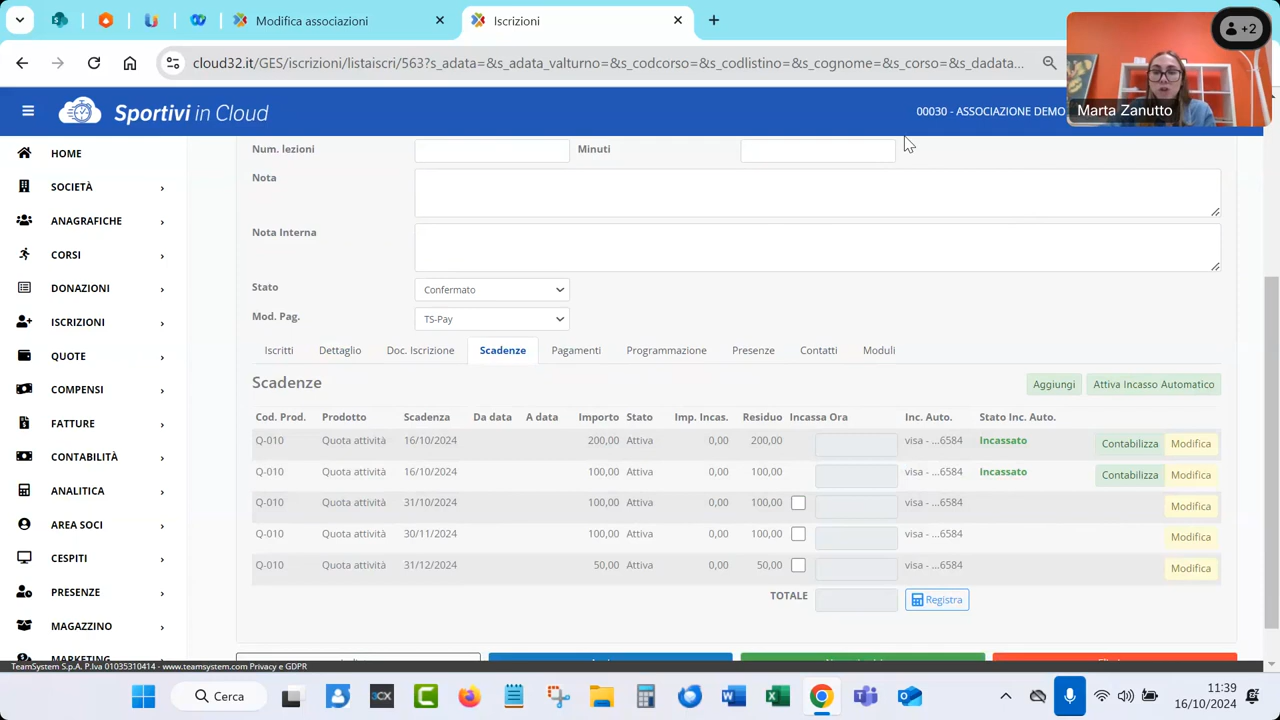 Modifica associazioni
Iscrizioni
+2
cloud32.it/GES/iscrizioni/listaiscri/563?s_adata=&s_adata_valturno=&s_codcorso=&s_codlistino=&s_cognome=&s_corso=&s_dadata...
Marta Zanutto
Sportivi in Cloud
00030 - ASSOCIAZIONE DEMO
HOME
SOCIETÀ
ANAGRAFICHE
CORSI
DONAZIONI
ISCRIZIONI
QUOTE
COMPENSI
FATTURE
CONTABILITÀ
ANALITICA
AREA SOCI
CESPITI
PRESENZE
MAGAZZINO
Num. lezioni Minuti
Nota
Nota Interna
Stato Confermato
Mod. Pag. TS-Pay
Iscritti Dettaglio Doc. Iscrizione Scadenze Pagamenti Programmazione Presenze Contatti Moduli
Scadenze Aggiungi Attiva Incasso Automatico
Cod. Prod. Prodotto Scadenza Da data A data Importo Stato Imp. Incas. Residuo Incassa Ora Inc. Auto. Stato Inc. Auto.
Q-010 Quota attività 16/10/2024 200,00 Attiva 0,00 200,00 visa - ...6584 Incassato Contabilizza Modifica
Q-010 Quota attività 16/10/2024 100,00 Attiva 0,00 100,00 visa - ...6584 Incassato Contabilizza Modifica
Q-010 Quota attività 31/10/2024 100,00 Attiva 0,00 100,00 visa - ...6584 Modifica
Q-010 Quota attività 30/11/2024 100,00 Attiva 0,00 100,00 visa - ...6584 Modifica
Q-010 Quota attività 31/12/2024 50,00 Attiva 0,00 50,00 visa - ...6584 Modifica
TOTALE Registra
TeamSystem S.p.A. P.Iva 01035310414 - www.teamsystem.com Privacy e GDPR
Cerca
3CX
11:39
16/10/2024